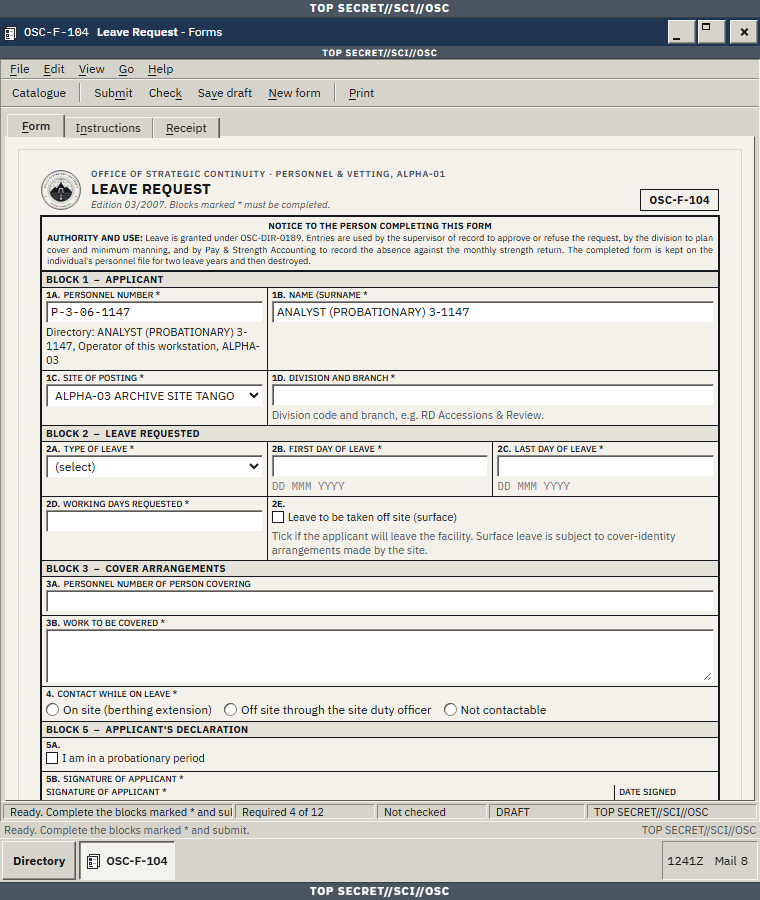 TOP SECRET//SCI//OSC
OSC-F-104 Leave Request - Forms
TOP SECRET//SCI//OSC
File Edit View Go Help
Catalogue Submit Check Save draft New form Print
Form Instructions Receipt
OFFICE OF STRATEGIC CONTINUITY · PERSONNEL & VETTING, ALPHA-01
LEAVE REQUEST
Edition 03/2007. Blocks marked * must be completed.
OSC-F-104
NOTICE TO THE PERSON COMPLETING THIS FORM
AUTHORITY AND USE: Leave is granted under OSC-DIR-0189. Entries are used by the supervisor of record to approve or refuse the request, by the division to plan
cover and minimum manning, and by Pay & Strength Accounting to record the absence against the monthly strength return. The completed form is kept on the
individual's personnel file for two leave years and then destroyed.
BLOCK 1 – APPLICANT
1A. PERSONNEL NUMBER *
P-3-06-1147
Directory: ANALYST (PROBATIONARY) 3-
1147, Operator of this workstation, ALPHA-
03
1B. NAME (SURNAME *
ANALYST (PROBATIONARY) 3-1147
1C. SITE OF POSTING *
ALPHA-03 ARCHIVE SITE TANGO
1D. DIVISION AND BRANCH *
Division code and branch, e.g. RD Accessions & Review.
BLOCK 2 – LEAVE REQUESTED
2A. TYPE OF LEAVE *
(select)
2B. FIRST DAY OF LEAVE *
DD MMM YYYY
2C. LAST DAY OF LEAVE *
DD MMM YYYY
2D. WORKING DAYS REQUESTED *
2E.
Leave to be taken off site (surface)
Tick if the applicant will leave the facility. Surface leave is subject to cover-identity
arrangements made by the site.
BLOCK 3 – COVER ARRANGEMENTS
3A. PERSONNEL NUMBER OF PERSON COVERING
3B. WORK TO BE COVERED *
4. CONTACT WHILE ON LEAVE *
On site (berthing extension) Off site through the site duty officer Not contactable
BLOCK 5 – APPLICANT'S DECLARATION
5A.
I am in a probationary period
5B. SIGNATURE OF APPLICANT *
SIGNATURE OF APPLICANT * DATE SIGNED
Ready. Complete the blocks marked * and sul Required 4 of 12 Not checked DRAFT TOP SECRET//SCI//OSC
Ready. Complete the blocks marked * and submit. TOP SECRET//SCI//OSC
Directory OSC-F-104 1241Z Mail 8
TOP SECRET//SCI//OSC